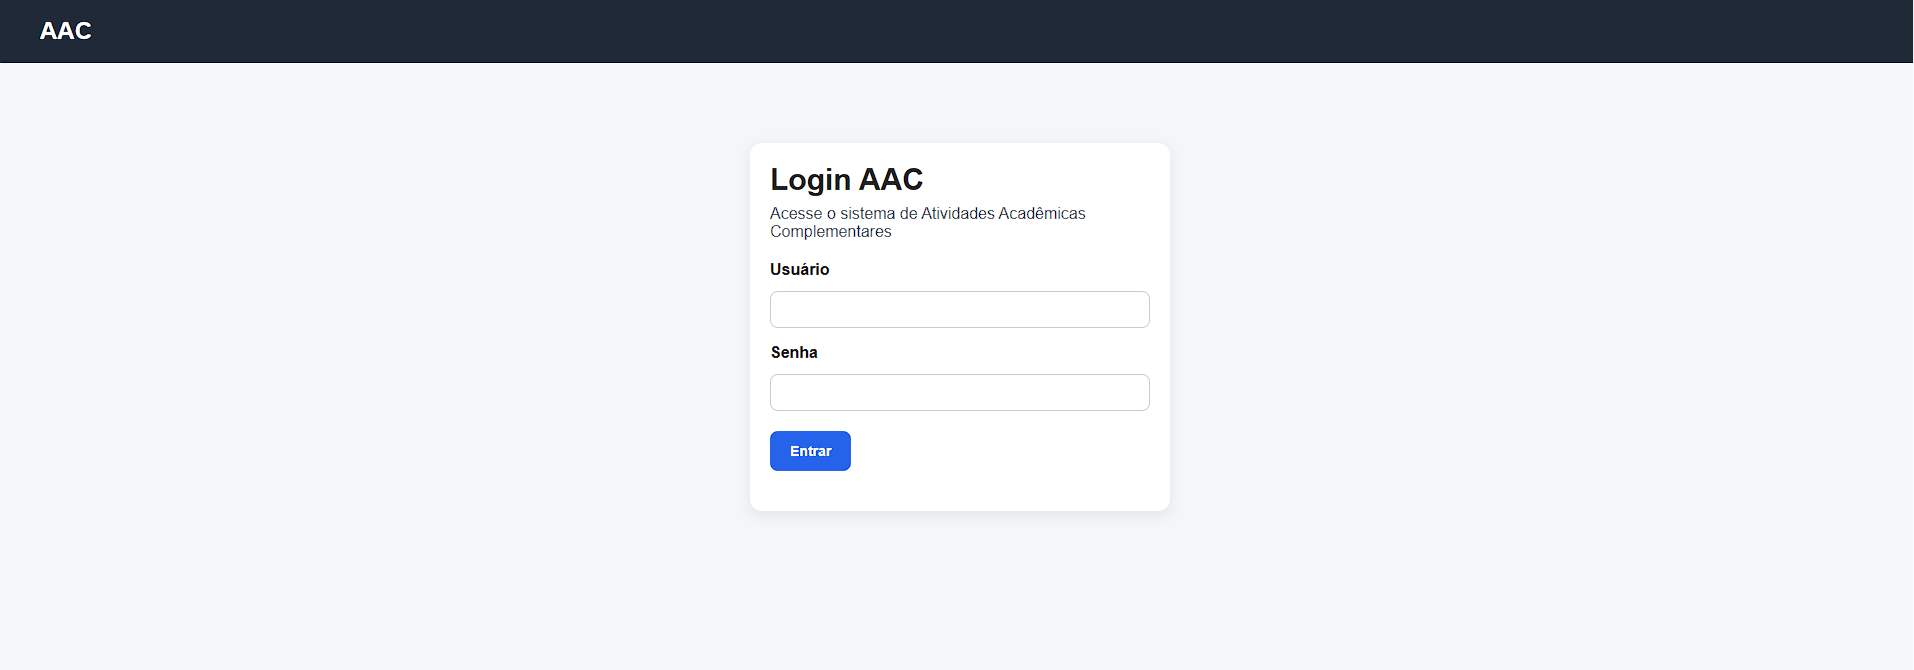 AAC
Login AAC
Acesse o sistema de Atividades Acadêmicas
Complementares
Usuário
Senha
Entrar